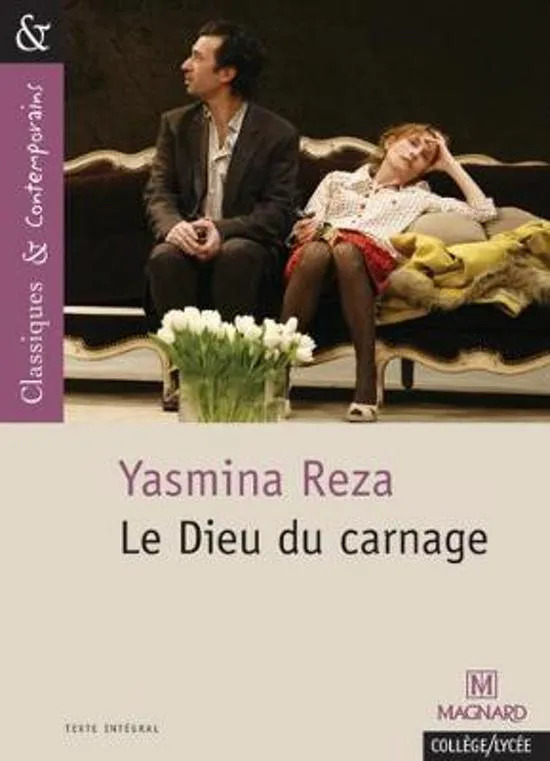 &
Classiques & Contemporains
Yasmina Reza
Le Dieu du carnage
TEXTE INTÉGRAL
M
MAGNARD
COLLÈGE/LYCÉE